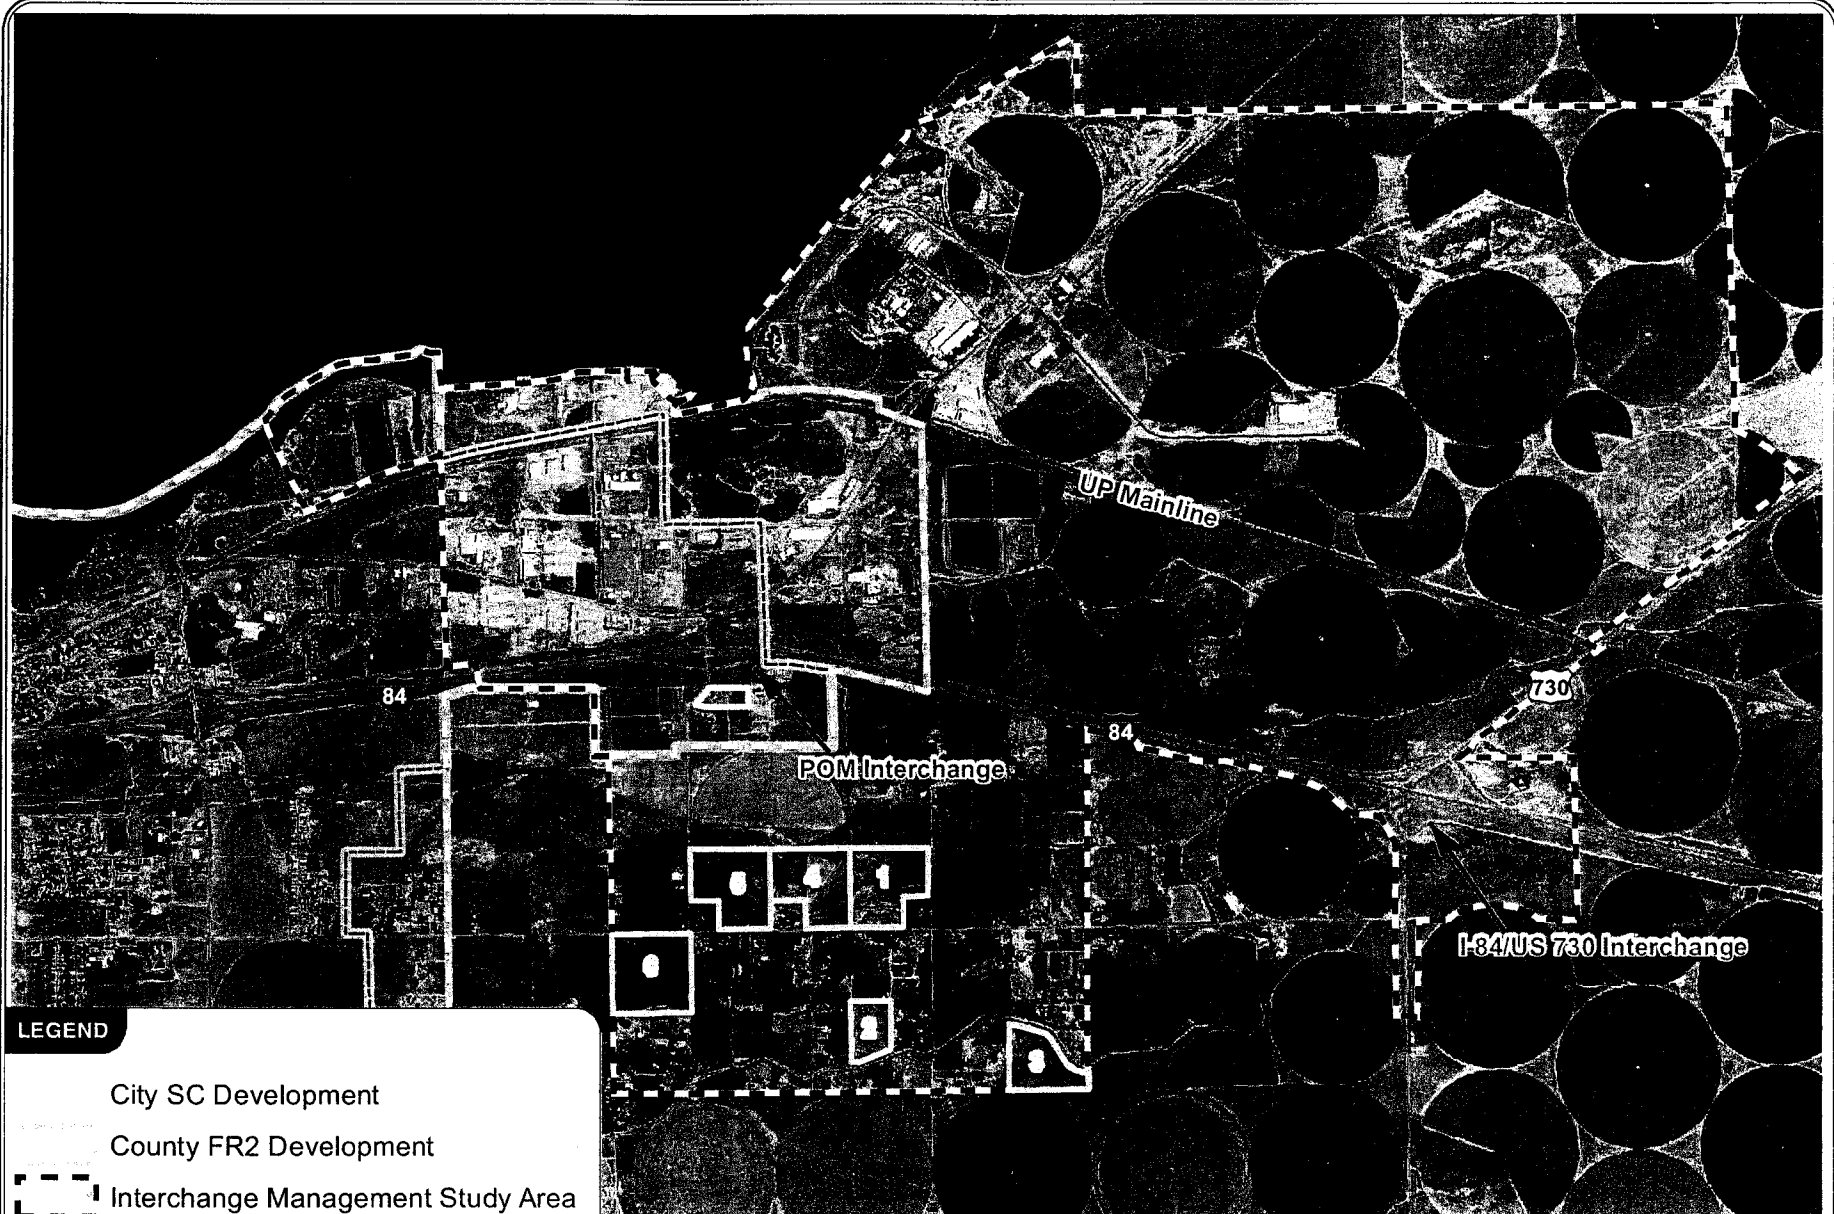 UP Mainline
84
730
84
POM Interchange
4
1
I-84/US 730 Interchange
2
LEGEND
City SC Development
County FR2 Development
Interchange Management Study Area